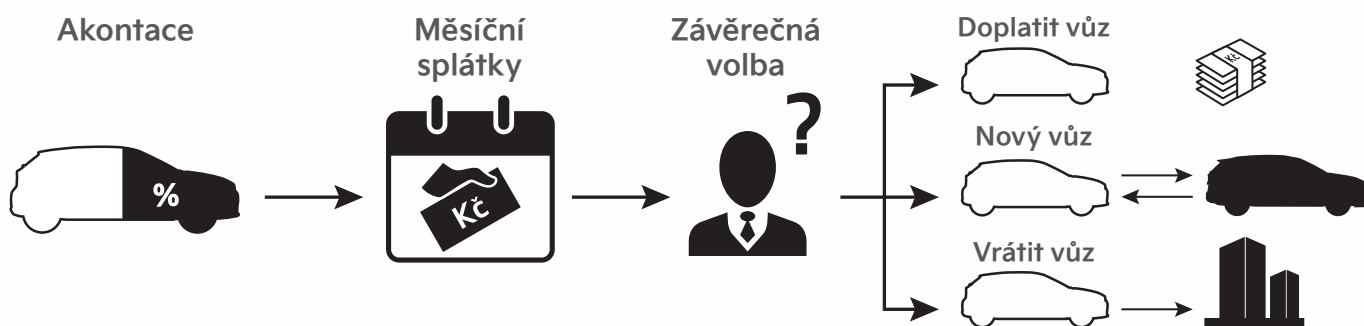 Akontace
%
Měsíční
splátky
Kč
Závěrečná
volba
?
Doplatit vůz
Kč
Nový vůz
Vrátit vůz